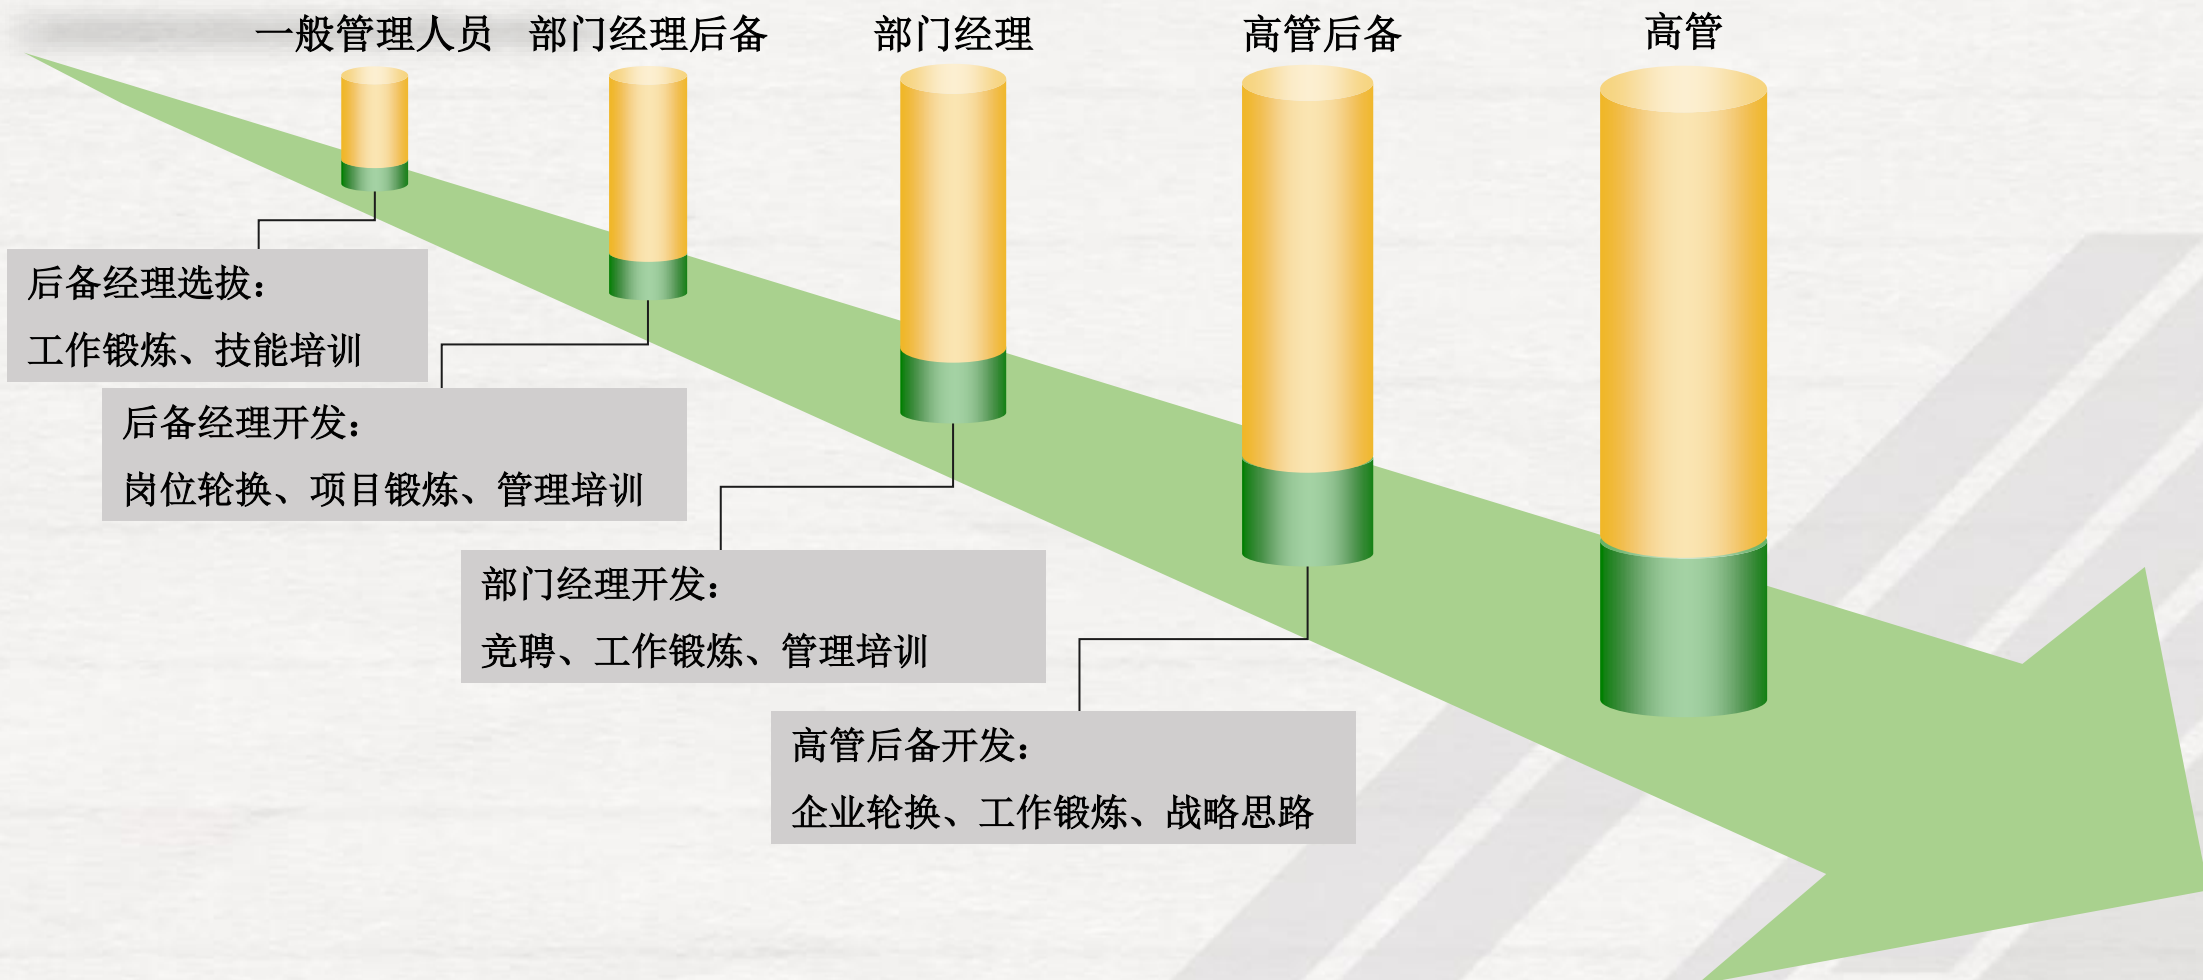 一般管理人员
部门经理后备
部门经理
高管后备
高管
后备经理选拔：
工作锻炼、技能培训
后备经理开发：
岗位轮换、项目锻炼、管理培训
部门经理开发：
竞聘、工作锻炼、管理培训
高管后备开发：
企业轮换、工作锻炼、战略思路